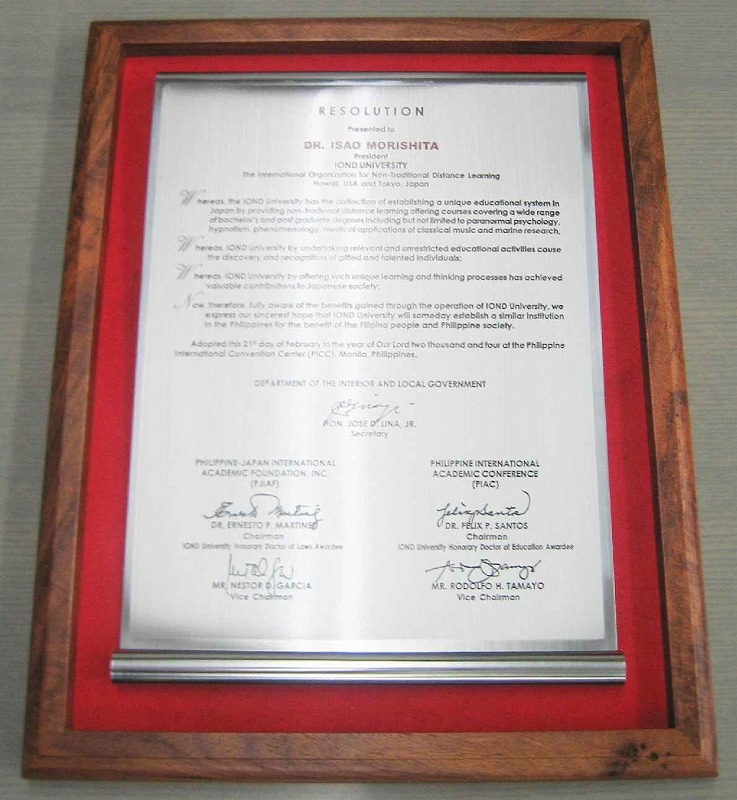 RESOLUTION
Presented to
DR. ISAO MORISHITA
President
IOND UNIVERSITY
The International Organization for Non-Traditional Distance Learning
Hawaii, USA and Tokyo, Japan
Whereas, the IOND University has the distinction of establishing a unique educational system in
Japan by providing non-traditional distance learning offering courses covering a wide range
of bachelor's and post graduate degrees including but not limited to paranormal psychology,
hypnotism, phenomenology, medical applications of classical music and marine research.
Whereas, IOND University by undertaking relevant and unrestricted educational activities cause
the discovery and recognition of gifted and talented individuals;
Whereas, IOND University by offering such unique learning and thinking processes has achieved
valuable contributions to Japanese society;
Now, therefore, fully aware of the benefits gained through the operation of IOND University, we
express our sincerest hope that IOND University will someday establish a similar institution
in the Philippines for the benefit of the Filipino people and Philippine society.
Adopted this 21st day of February in the year of Our Lord two thousand and four at the Philippine
International Convention Center (PICC), Manila, Philippines.
DEPARTMENT OF THE INTERIOR AND LOCAL GOVERNMENT
HON. JOSE D. LINA, JR.
Secretary
PHILIPPINE-JAPAN INTERNATIONAL
ACADEMIC FOUNDATION, INC.
(PJIAF)
DR. ERNESTO P. MARTINEZ
Chairman
IOND University Honorary Doctor of Laws Awardee
MR. NESTOR D. GARCIA
Vice Chairman
PHILIPPINE INTERNATIONAL
ACADEMIC CONFERENCE
(PIAC)
DR. FELIX P. SANTOS
Chairman
IOND University Honorary Doctor of Education Awardee
MR. RODOLFO H. TAMAYO
Vice Chairman